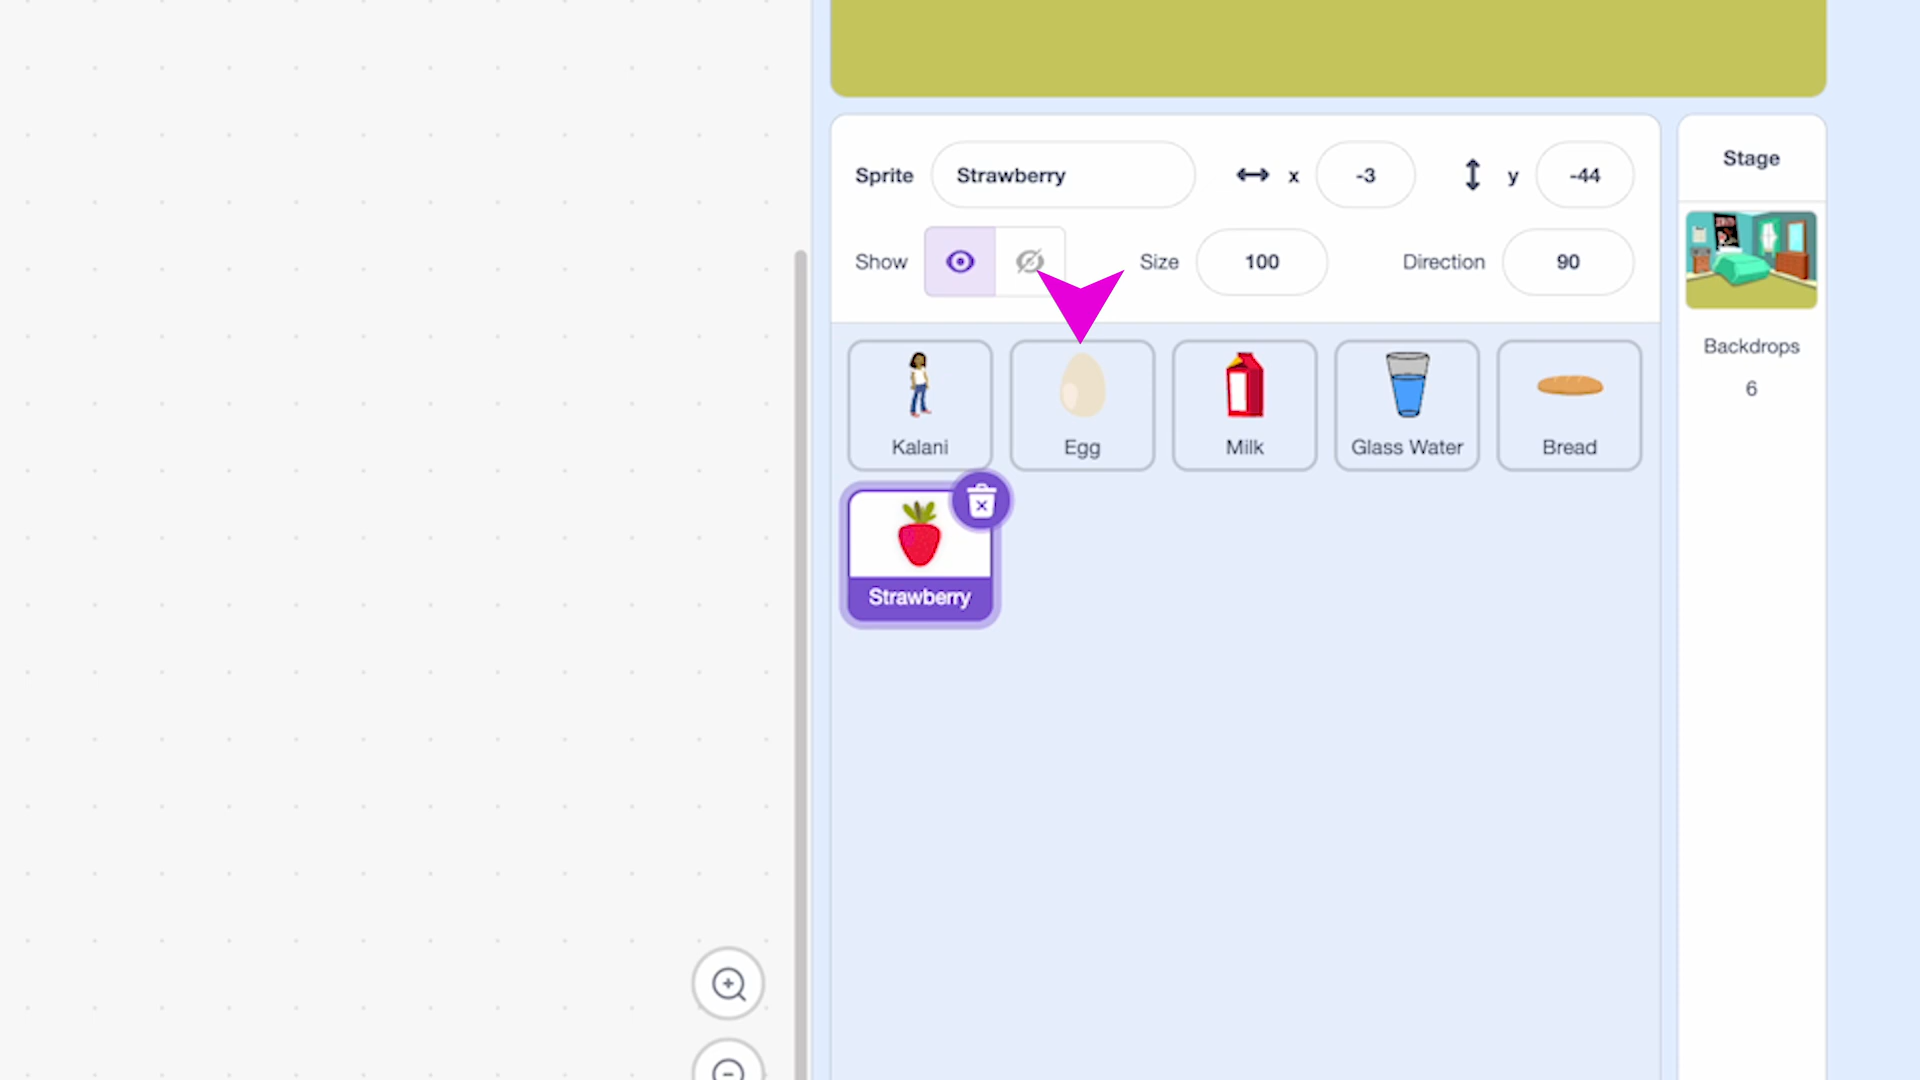 Sprite Strawberry x -3 y -44
Show Size 100 Direction 90
Kalani Egg Milk Glass Water Bread
Strawberry
Stage
Backdrops
6